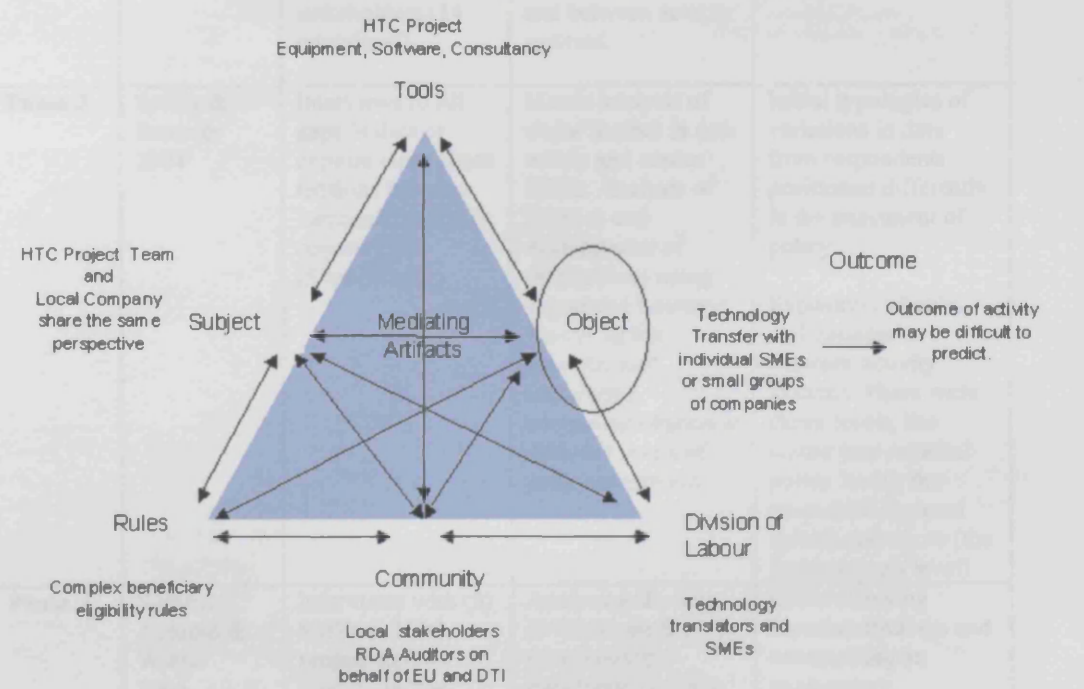 HTC Project
Equipment, Software, Consultancy
Tools
HTC Project Team
and
Local Company
share the same
perspective
Subject
Mediating
Artifacts
Object
Technology
Transfer with
individual SMEs
or small groups
of companies
Outcome
Outcome of activity
may be difficult to
predict.
Rules
Complex beneficiary
eligibility rules
Community
Local stakeholders
RDA Auditors on
behalf of EU and DTI
Division of
Labour
Technology
translators and
SMEs